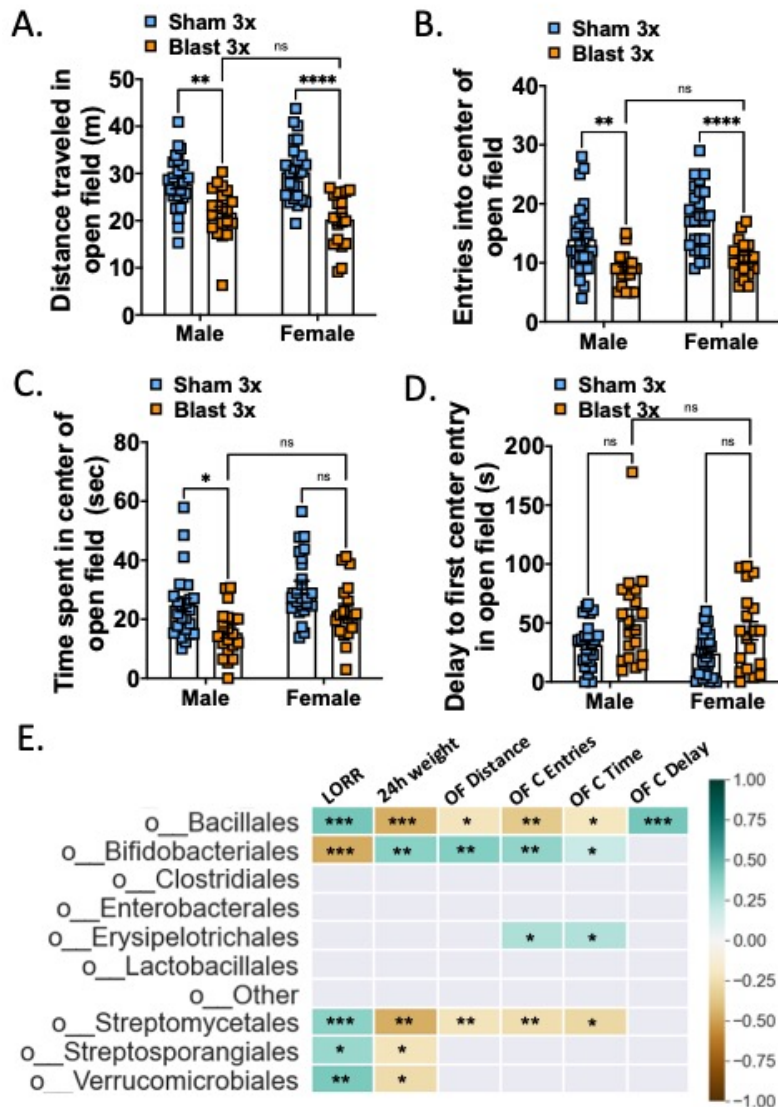 A.
Sham 3x
Blast 3x
ns
**
****
Distance traveled in
open field (m)
50
40
30
20
10
0
Male
Female
B.
Sham 3x
Blast 3x
ns
**
****
Entries into center of
open field
40
30
20
10
0
Male
Female
C.
Sham 3x
Blast 3x
ns
*
ns
Time spent in center of
open field (sec)
80
60
40
20
0
Male
Female
D.
Sham 3x
Blast 3x
ns
ns
ns
Delay to first center entry
in open field (s)
200
150
100
50
0
Male
Female
E.
LORR
24h weight
OF Distance
OF C Entries
OF C Time
OF C Delay
o__Bacillales *** *** * ** * ***
o__Bifidobacteriales *** ** ** ** *
o__Clostridiales
o__Enterobacterales
o__Erysipelotrichales * *
o__Lactobacillales
o__Other
o__Streptomycetales *** ** ** ** *
o__Streptosporangiales * *
o__Verrucomicrobiales ** *
1.00
0.75
0.50
0.25
0.00
−0.25
−0.50
−0.75
−1.00